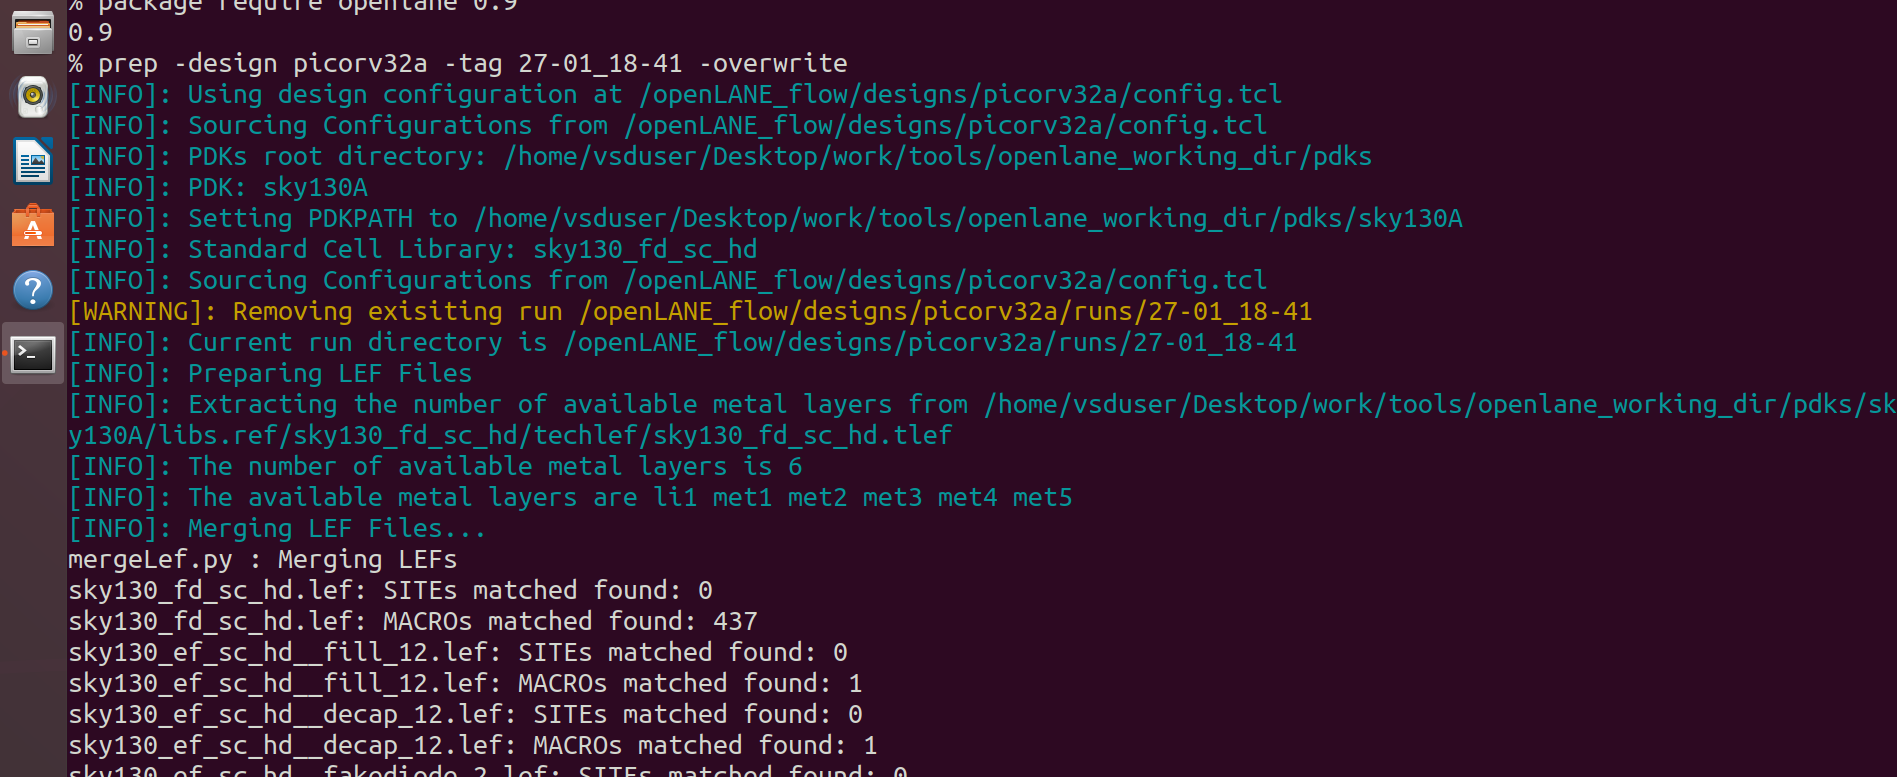 % package require openlane 0.9
0.9
% prep -design picorv32a -tag 27-01_18-41 -overwrite
[INFO]: Using design configuration at /openLANE_flow/designs/picorv32a/config.tcl
[INFO]: Sourcing Configurations from /openLANE_flow/designs/picorv32a/config.tcl
[INFO]: PDKs root directory: /home/vsduser/Desktop/work/tools/openlane_working_dir/pdks
[INFO]: PDK: sky130A
[INFO]: Setting PDKPATH to /home/vsduser/Desktop/work/tools/openlane_working_dir/pdks/sky130A
[INFO]: Standard Cell Library: sky130_fd_sc_hd
[INFO]: Sourcing Configurations from /openLANE_flow/designs/picorv32a/config.tcl
[WARNING]: Removing exisiting run /openLANE_flow/designs/picorv32a/runs/27-01_18-41
[INFO]: Current run directory is /openLANE_flow/designs/picorv32a/runs/27-01_18-41
[INFO]: Preparing LEF Files
[INFO]: Extracting the number of available metal layers from /home/vsduser/Desktop/work/tools/openlane_working_dir/pdks/sk
y130A/libs.ref/sky130_fd_sc_hd/techlef/sky130_fd_sc_hd.tlef
[INFO]: The number of available metal layers is 6
[INFO]: The available metal layers are li1 met1 met2 met3 met4 met5
[INFO]: Merging LEF Files...
mergeLef.py : Merging LEFs
sky130_fd_sc_hd.lef: SITEs matched found: 0
sky130_fd_sc_hd.lef: MACROs matched found: 437
sky130_ef_sc_hd__fill_12.lef: SITEs matched found: 0
sky130_ef_sc_hd__fill_12.lef: MACROs matched found: 1
sky130_ef_sc_hd__decap_12.lef: SITEs matched found: 0
sky130_ef_sc_hd__decap_12.lef: MACROs matched found: 1
sky130_ef_sc_hd__fakediode_2.lef: SITEs matched found: 0